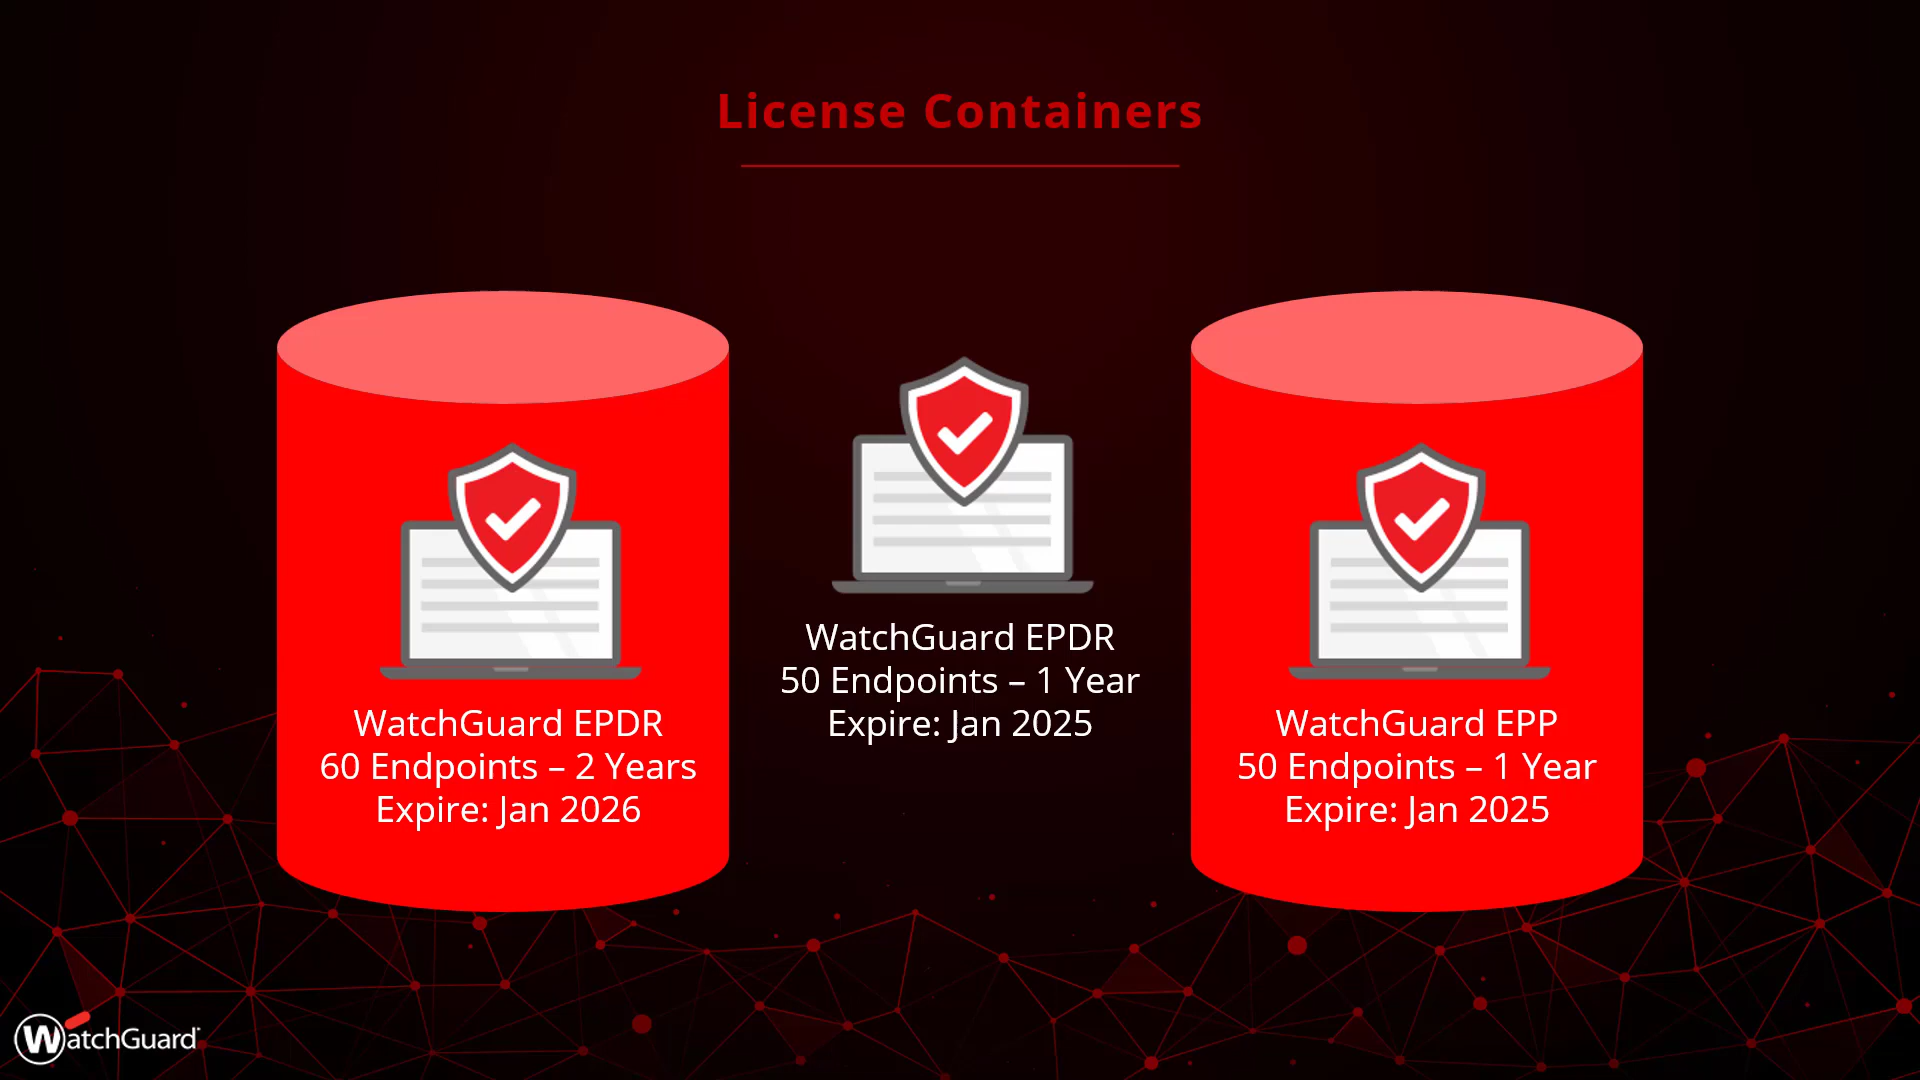 License Containers
WatchGuard EPDR
60 Endpoints – 2 Years
Expire: Jan 2026
WatchGuard EPDR
50 Endpoints – 1 Year
Expire: Jan 2025
WatchGuard EPP
50 Endpoints – 1 Year
Expire: Jan 2025
WatchGuard